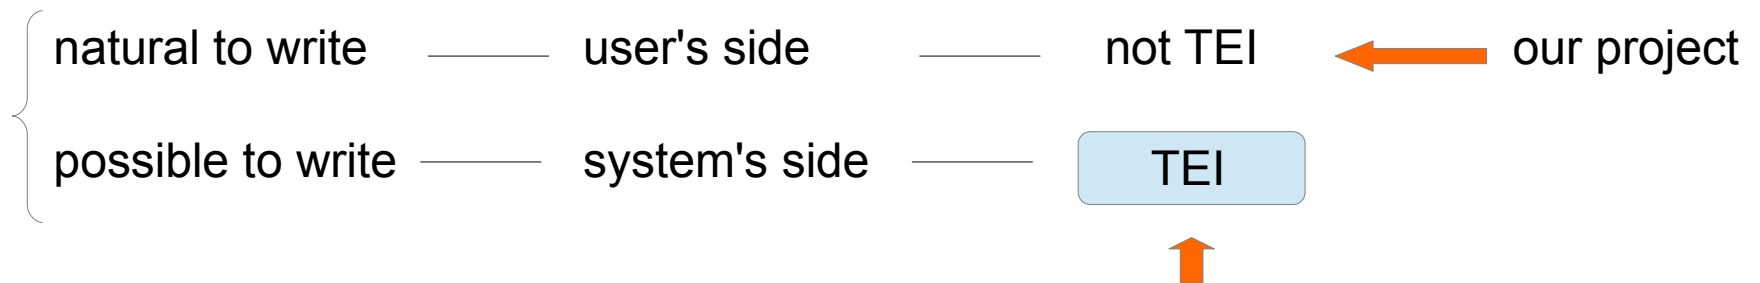 natural to write user's side not TEI our project
possible to write system's side TEI